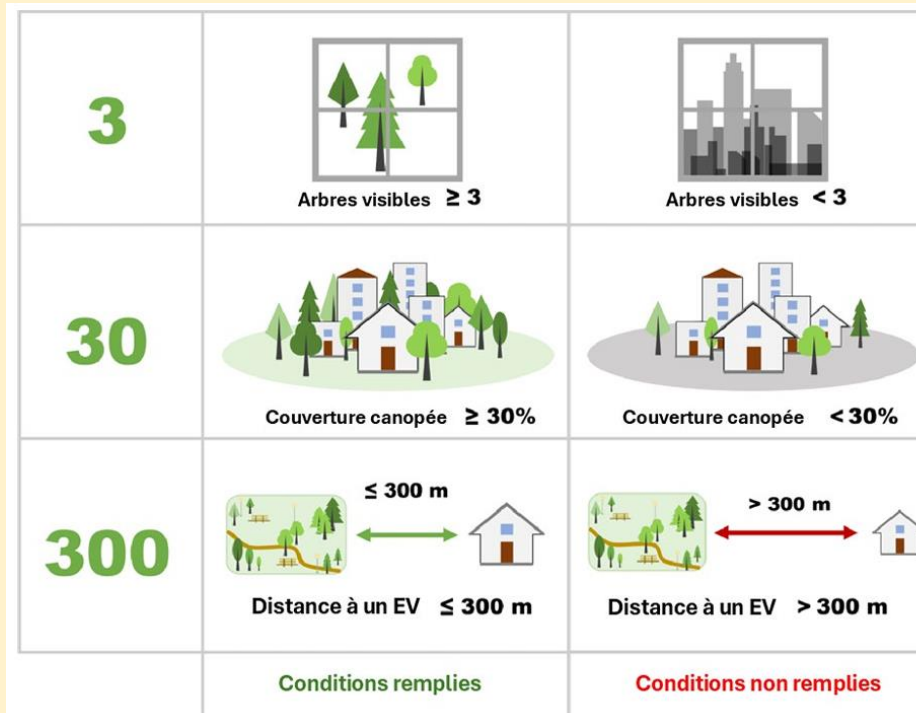 3
Arbres visibles ≥ 3
Arbres visibles < 3
30
Couverture canopée ≥ 30%
Couverture canopée < 30%
300
≤ 300 m
> 300 m
Distance à un EV ≤ 300 m
Distance à un EV > 300 m
Conditions remplies
Conditions non remplies